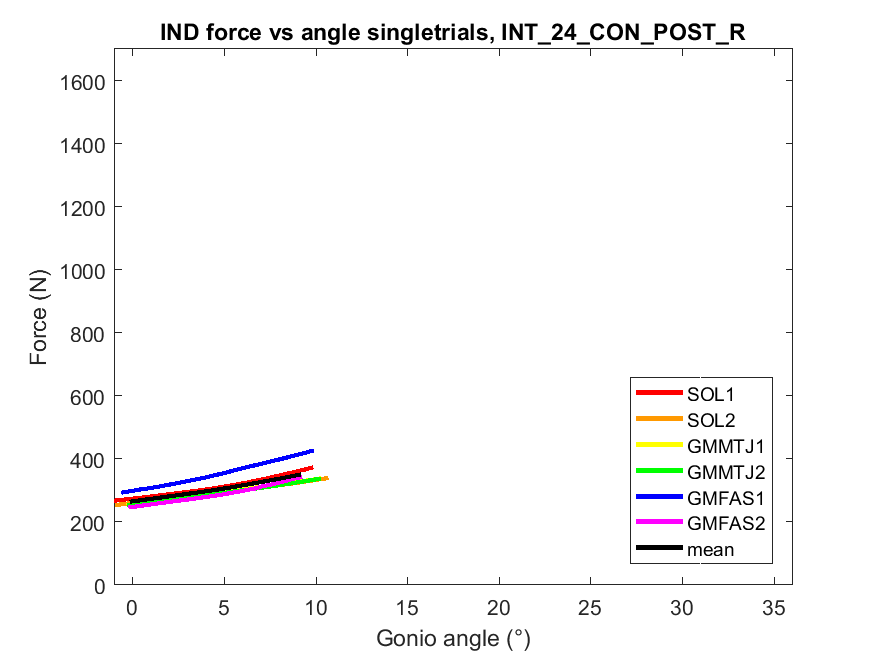 IND force vs angle singletrials, INT_24_CON_POST_R
1600
1400
1200
1000
800
600
400
200
0
Force (N)
0 5 10 15 20 25 30 35
Gonio angle (°)
SOL1
SOL2
GMMTJ1
GMMTJ2
GMFAS1
GMFAS2
mean